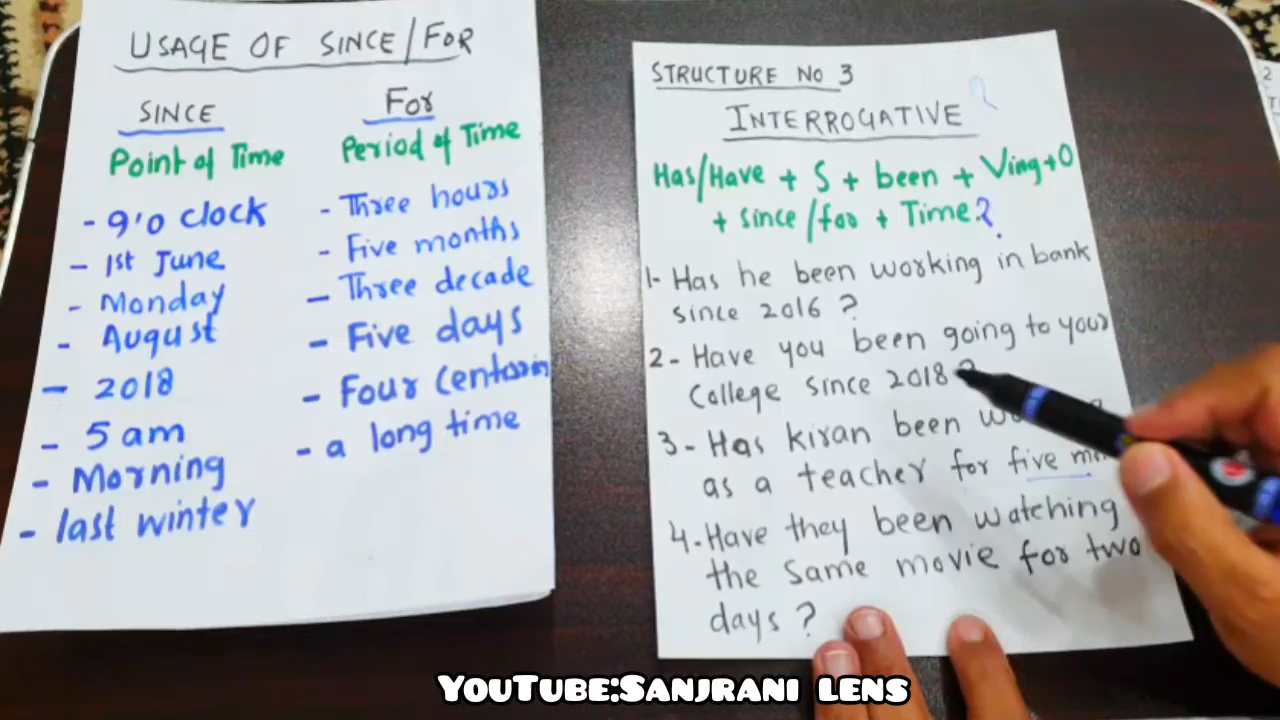 USAGE OF SINCE/FOR
SINCE
Point of Time
- 9'o clock
- 1st June
- Monday
- August
- 2018
- 5 am
- Morning
- last winter
For
Period of Time
- Three hours
- Five months
- Three decade
- Five days
- Four
- a long time
STRUCTURE NO 3
INTERROGATIVE
Has/Have + S + been + Ving+O
+ since/for + Time?
1- Has he been working in bank
since 2016 ?
2- Have you been going to your
College since 2018?
3- Has kiran been
as a teacher for five
4. Have they been watching
the same movie for two
days ?
YouTube:Sanjrani lens